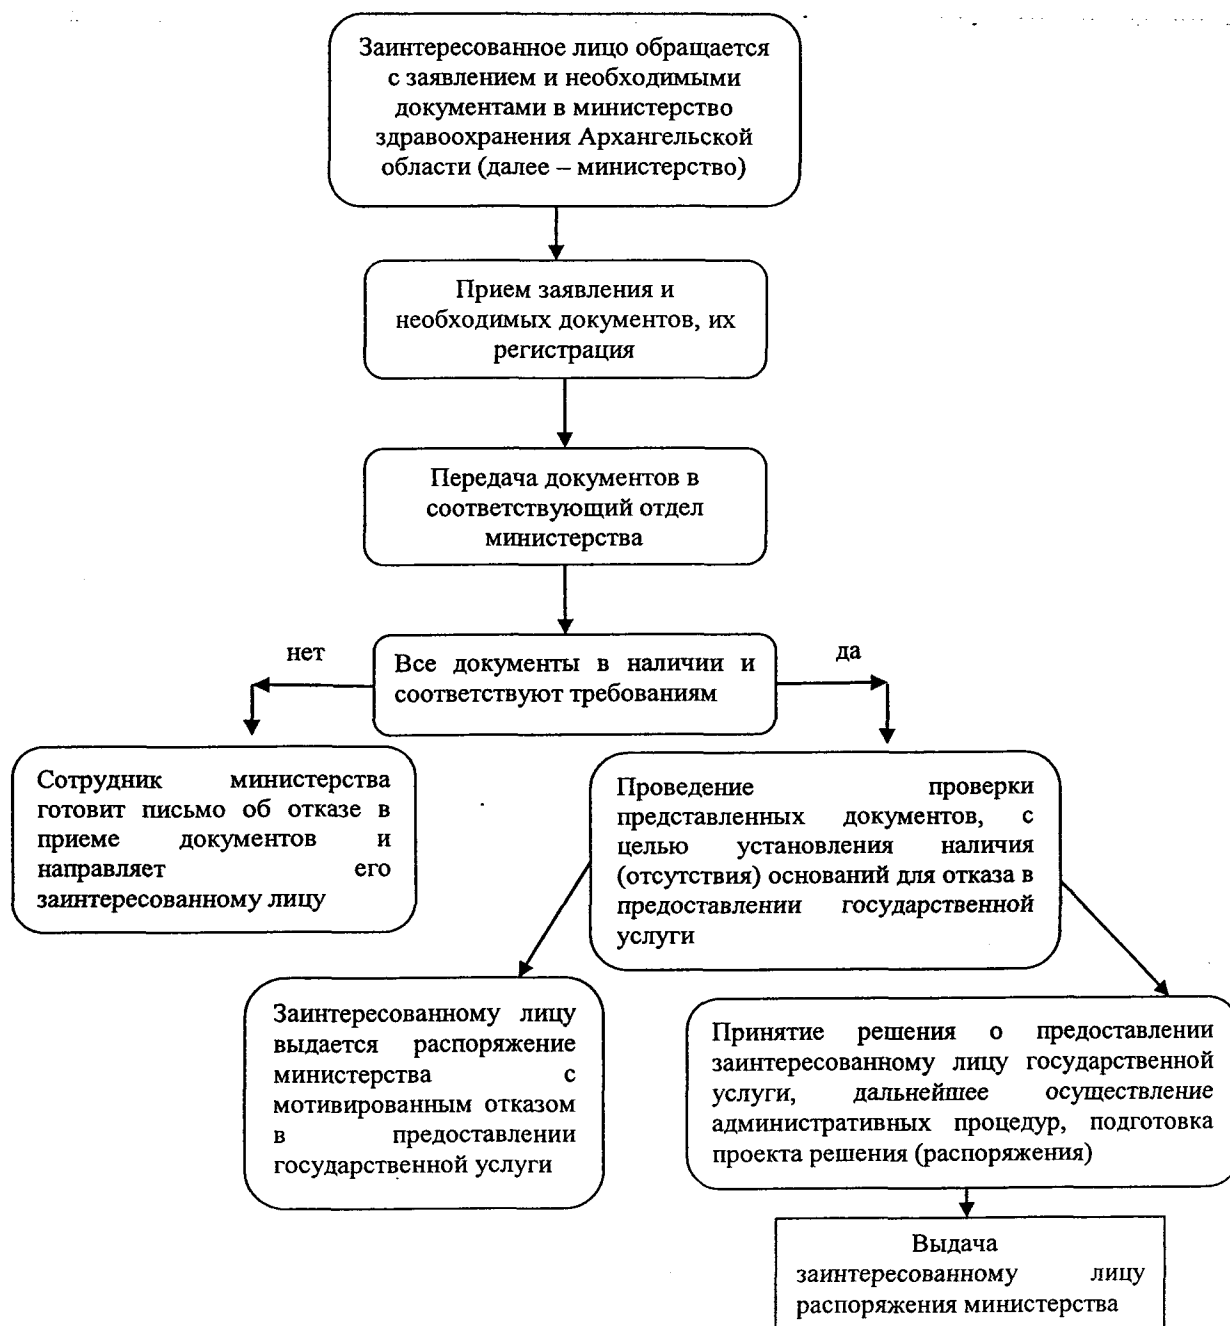 Заинтересованное лицо обращается
с заявлением и необходимыми
документами в министерство
здравоохранения Архангельской
области (далее – министерство)
Прием заявления и
необходимых документов, их
регистрация
Передача документов в
соответствующий отдел
министерства
нет
Все документы в наличии и
соответствуют требованиям
да
Сотрудник министерства
готовит письмо об отказе в
приеме документов и
направляет его
заинтересованному лицу
Проведение проверки
представленных документов, с
целью установления наличия
(отсутствия) оснований для отказа в
предоставлении государственной
услуги
Заинтересованному лицу
выдается распоряжение
министерства с
мотивированным отказом
в предоставлении
государственной услуги
Принятие решения о предоставлении
заинтересованному лицу государственной
услуги, дальнейшее осуществление
административных процедур, подготовка
проекта решения (распоряжения)
Выдача
заинтересованному лицу
распоряжения министерства